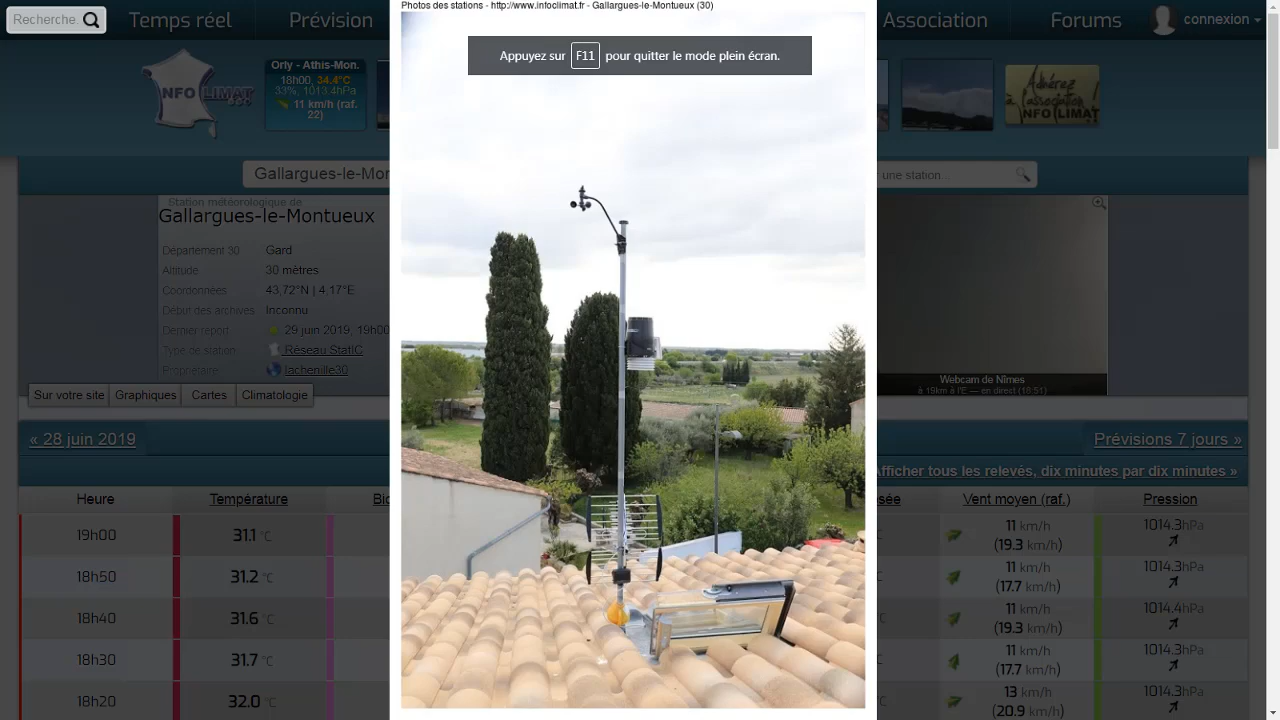 Photos des stations - http://www.infoclimat.fr - Gallargues-le-Montueux (30)
Recherche.
Temps réel
Prévision
Association
Forums
connexion
Appuyez sur F11 pour quitter le mode plein écran.
Orly - Athis-Mon.
18h00, 34.4°C
33%, 1013.4hPa
11 km/h (raf.
22)
Adhérez
à l'association
Gallargues-le-Mon
une station...
Station météorologique de
Gallargues-le-Montueux
Département 30 Gard
Altitude 30 mètres
Coordonnées 43,72°N | 4,17°E
Début des archives Inconnu
Dernier report 29 juin 2019, 19h00
Type de station Réseau StatIC
Propriétaire lachenille30
Webcam de Nîmes
à 19km à l'E — en direct (18:51)
Sur votre site Graphiques Cartes Climatologie
« 28 juin 2019
Prévisions 7 jours »
Afficher tous les relevés, dix minutes par dix minutes »
Heure Température Bio Vent moyen (raf.) Pression
19h00 31.1 °C 11 km/h (19.3 km/h) 1014.3hPa
18h50 31.2 °C 11 km/h (17.7 km/h) 1014.3hPa
18h40 31.6 °C 11 km/h (19.3 km/h) 1014.4hPa
18h30 31.7 °C 11 km/h (17.7 km/h) 1014.3hPa
18h20 32.0 °C 13 km/h (20.9 km/h) 1014.3hPa